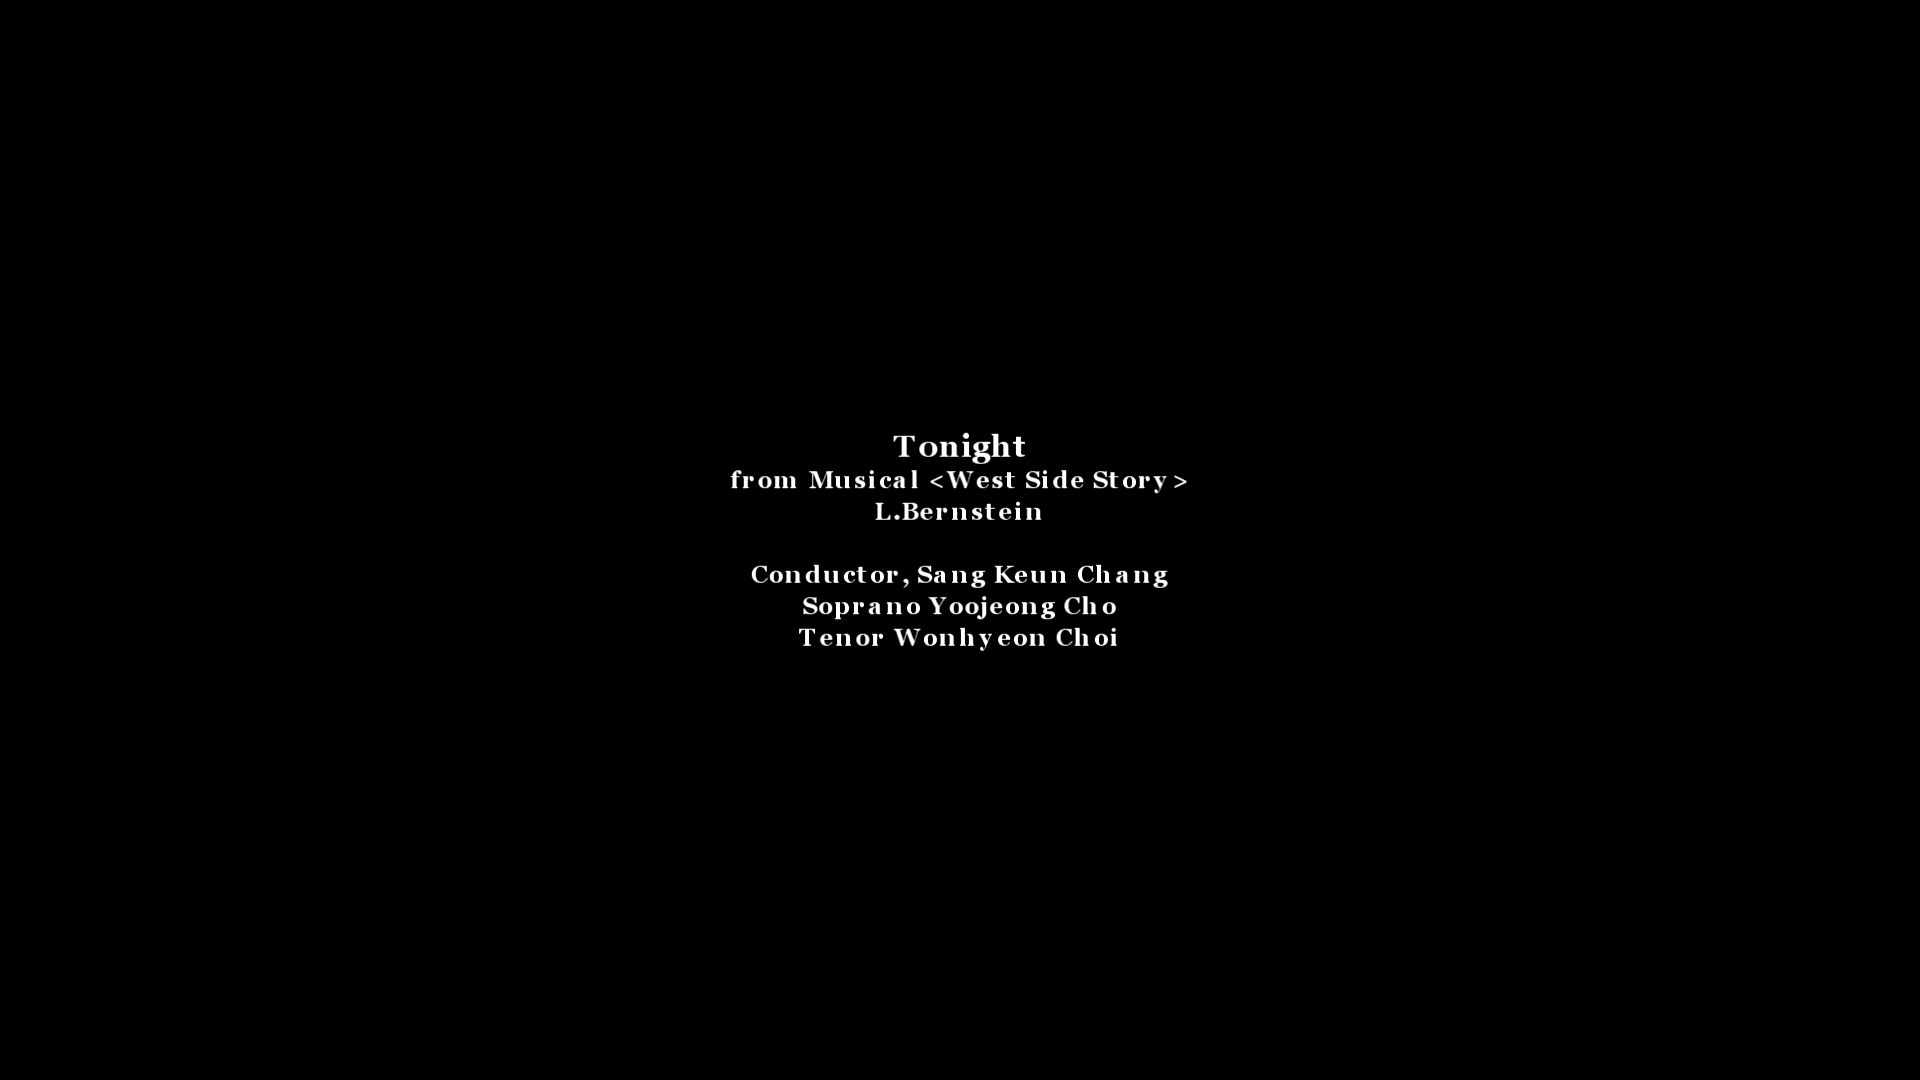 Tonight
from Musical <West Side Story>
L.Bernstein
Conductor, Sang Keun Chang
Soprano Yoojeong Cho
Tenor Wonhyeon Choi